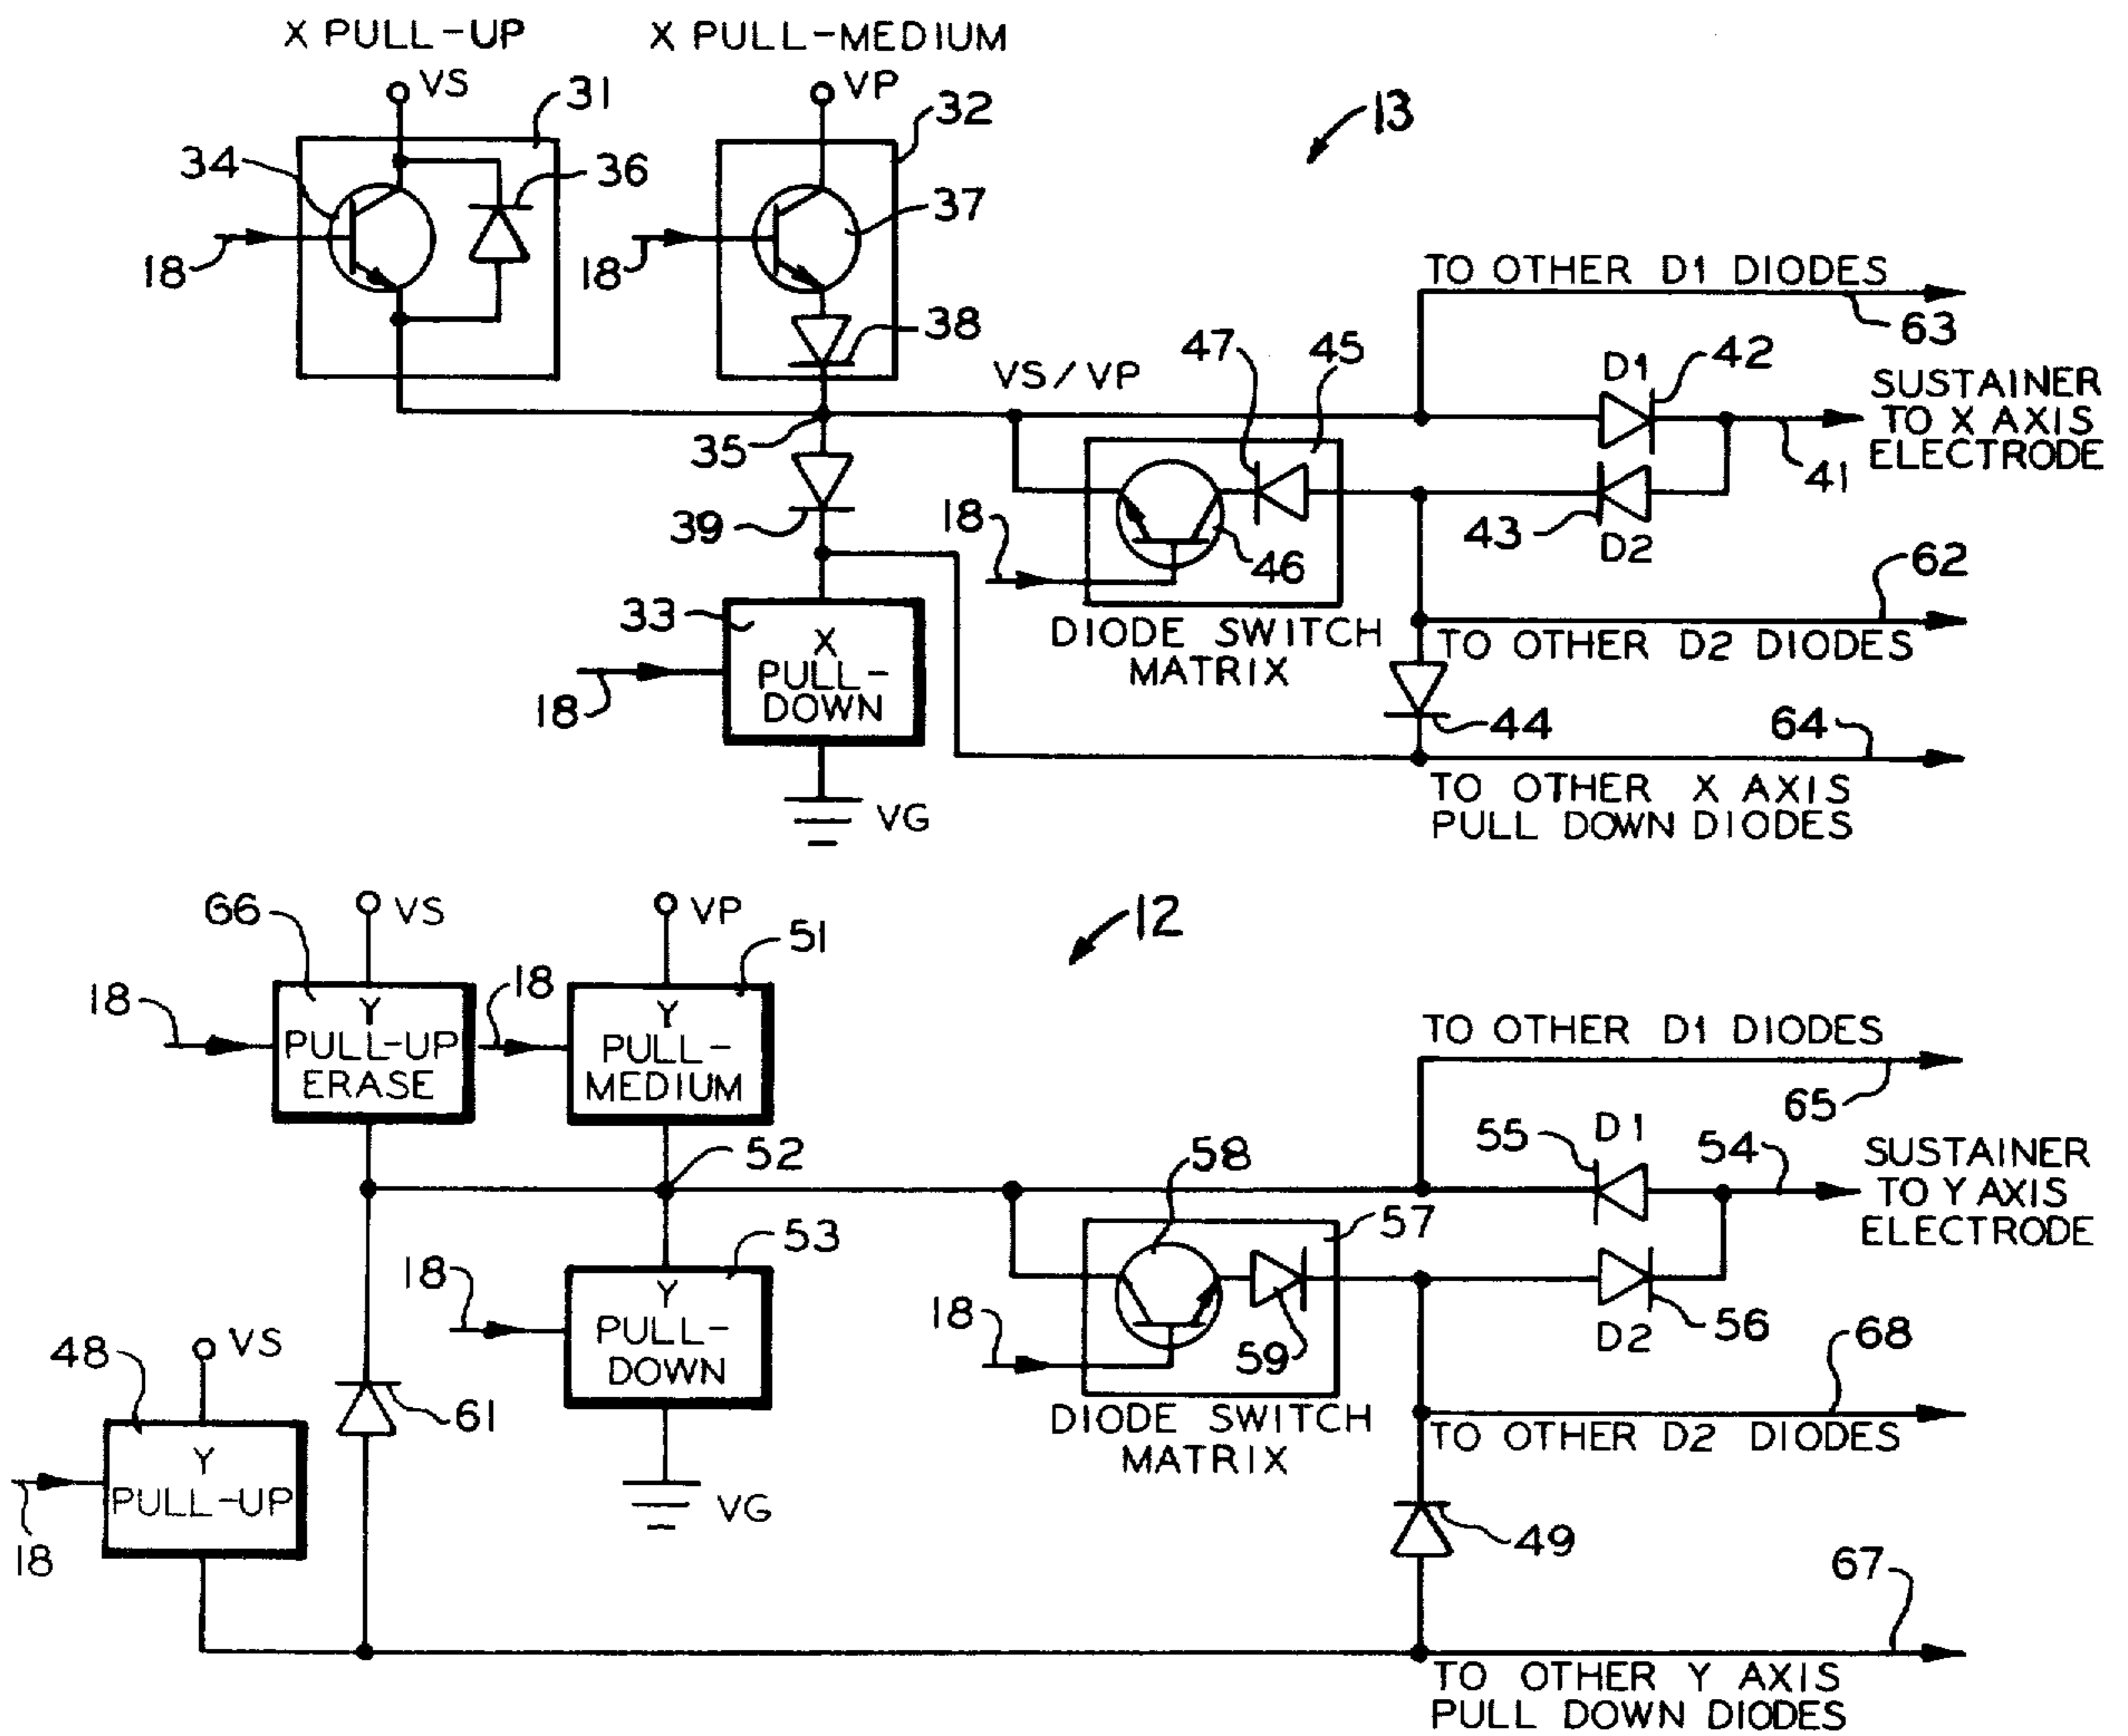 X PULL-UP
X PULL-MEDIUM
VS
VP
31
32
13
34
36
37
18
18
38
TO OTHER D1 DIODES
63
47
45
D1
42
VS/VP
SUSTAINER
TO X AXIS
ELECTRODE
35
41
39
18
46
43
D2
62
33
X
PULL-
DOWN
DIODE SWITCH
MATRIX
TO OTHER D2 DIODES
18
44
64
VG
TO OTHER X AXIS
PULL DOWN DIODES
66
VS
VP
51
12
18
18
Y
PULL-UP
ERASE
Y
PULL-
MEDIUM
TO OTHER D1 DIODES
65
52
58
55
D1
54
SUSTAINER
TO Y AXIS
ELECTRODE
53
57
18
Y
PULL-
DOWN
18
59
D2
56
68
48
VS
61
DIODE SWITCH
MATRIX
TO OTHER D2 DIODES
Y
PULL-UP
18
VG
49
67
TO OTHER Y AXIS
PULL DOWN DIODES